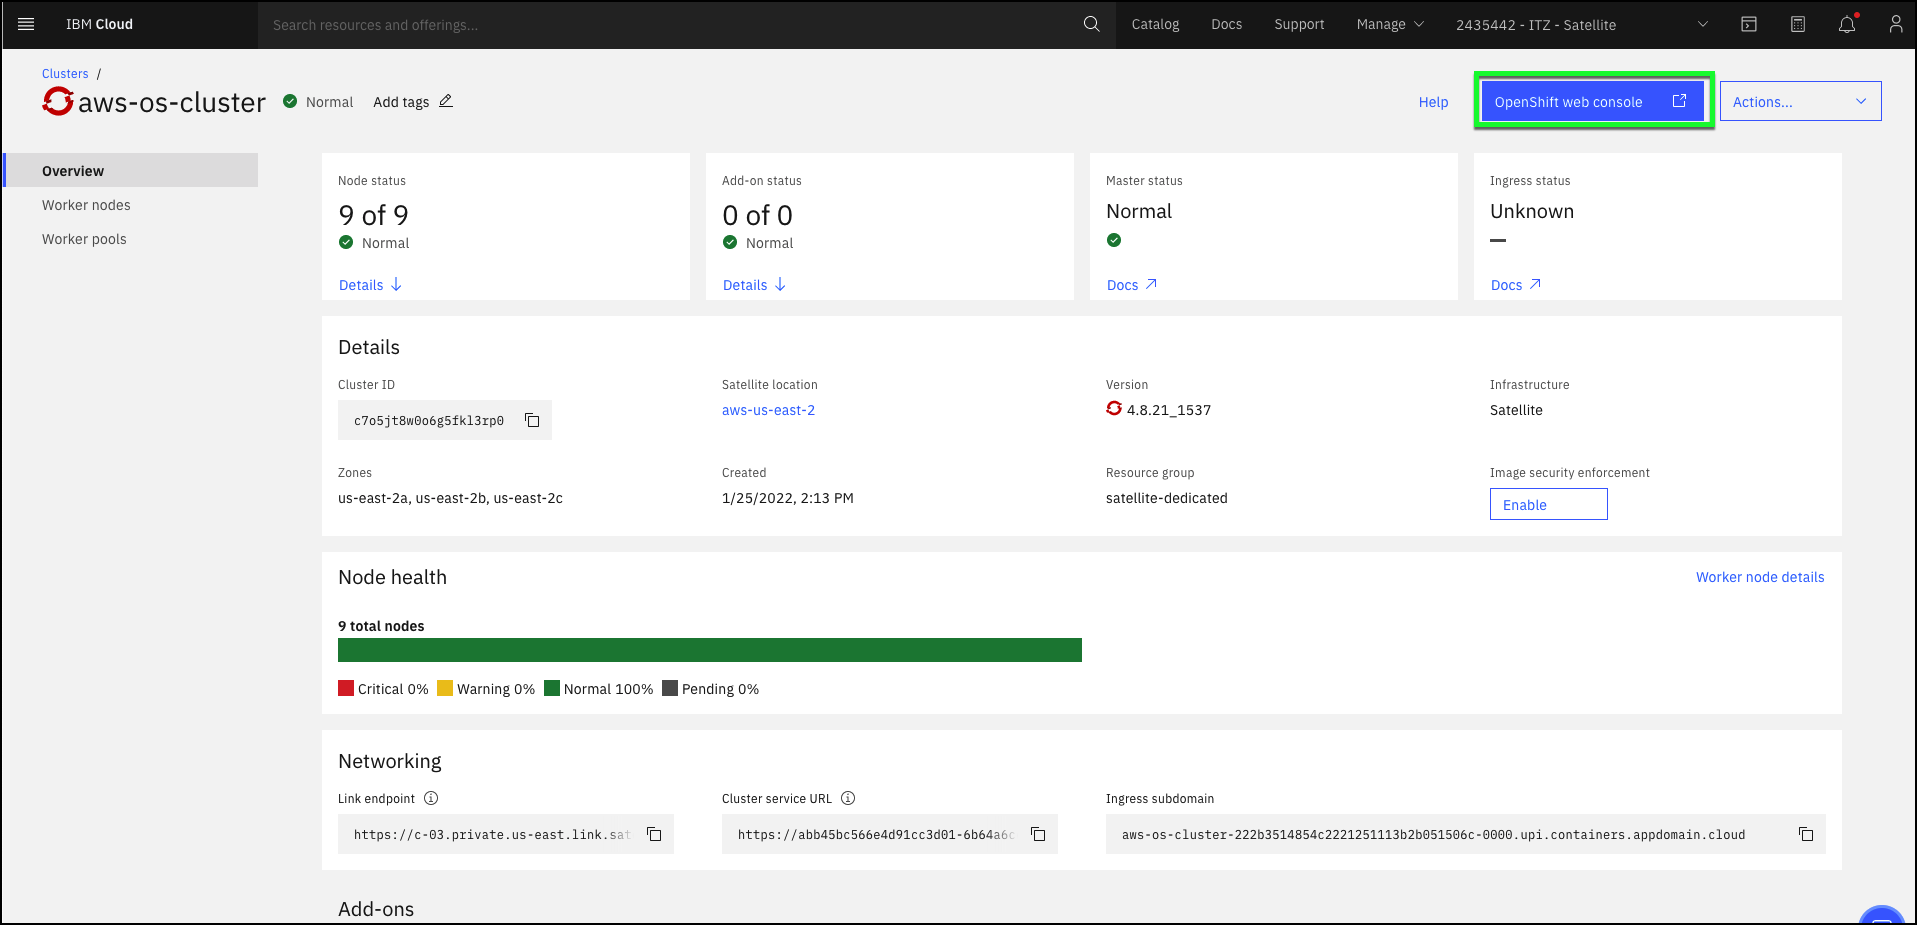 IBM Cloud
Search resources and offerings...
Catalog
Docs
Support
Manage
2435442 - ITZ - Satellite
Clusters /
aws-os-cluster
Normal
Add tags
Help
OpenShift web console
Actions...
Overview
Worker nodes
Worker pools
Node status
9 of 9
Normal
Details
Add-on status
0 of 0
Normal
Details
Master status
Normal
Docs
Ingress status
Unknown
Docs
Details
Cluster ID
c7o5jt8w0o6g5fkl3rp0
Satellite location
aws-us-east-2
Version
4.8.21_1537
Infrastructure
Satellite
Zones
us-east-2a, us-east-2b, us-east-2c
Created
1/25/2022, 2:13 PM
Resource group
satellite-dedicated
Image security enforcement
Enable
Node health
Worker node details
9 total nodes
Critical 0% Warning 0% Normal 100% Pending 0%
Networking
Link endpoint
https://c-03.private.us-east.link.sat
Cluster service URL
https://abb45bc566e4d91cc3d01-6b64a6c
Ingress subdomain
aws-os-cluster-222b3514854c2221251113b2b051506c-0000.upi.containers.appdomain.cloud
Add-ons